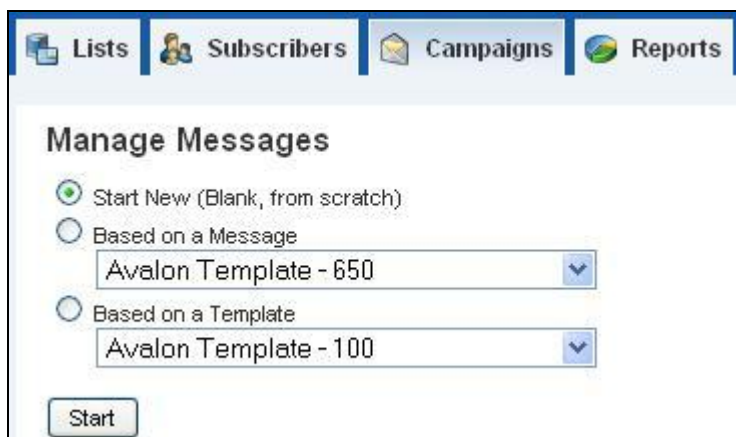 Lists Subscribers Campaigns Reports
Manage Messages
Start New (Blank, from scratch)
Based on a Message
Avalon Template - 650
Based on a Template
Avalon Template - 100
Start